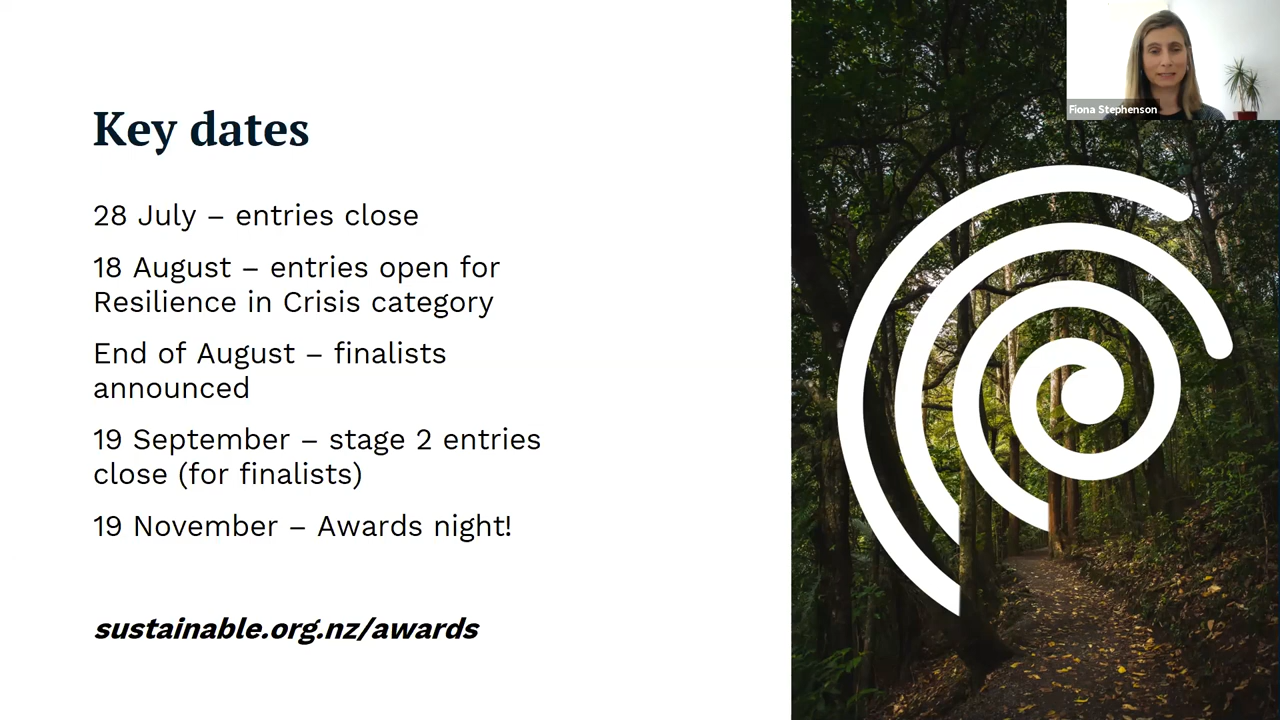 Key dates
28 July – entries close
18 August – entries open for
Resilience in Crisis category
End of August – finalists
announced
19 September – stage 2 entries
close (for finalists)
19 November – Awards night!
sustainable.org.nz/awards
Fiona Stephenson